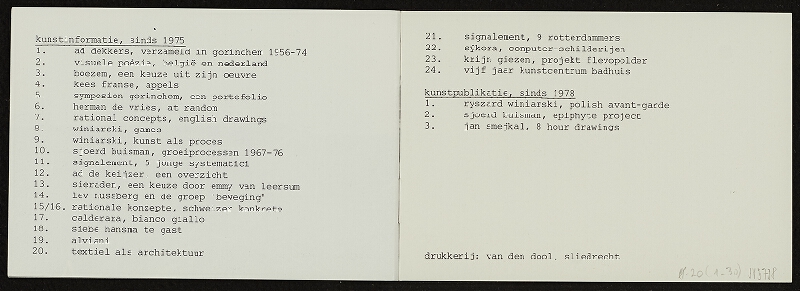 kunstinformatie, sinds 1975
1. ad dekkers, verzameld in gorinchem 1956-74
2. visuele poëzie, belgië en nederland
3. boezem, een keuze uit zijn oeuvre
4. kees franse, appels
5 symposion gorinchem, een portefolio
6. herman de vries, at random
7. rational concepts, english drawings
8. winiarski, games
9. winiarski, kunst als proces
10. sjoerd buisman, groeiprocessen 1967-76
11. signalement, 5 jonge systematici
12. ad de keijzer een overzicht
13. sieraden, een keuze door emmy van leersum
14. lev nusberg en de groep "beweging"
15/16. rationale konzepte, schweizer konkrete
17. calderara, bianco giallo
18. siebe hansma te gast
19. alviani
20. textiel als architektuur
21. signalement, 9 rotterdammers
22. sýkora, computer-schilderijen
23. krijn giezen, projekt flevopolder
24. vijf jaar kunstcentrum badhuis
kunstpublikatie, sinds 1978
1. ryszard winiarski, polish avant-garde
2. sjoerd buisman, epiphyte project
3. jan smejkal, 8 hour drawings
drukkerij: van den dool, sliedrecht